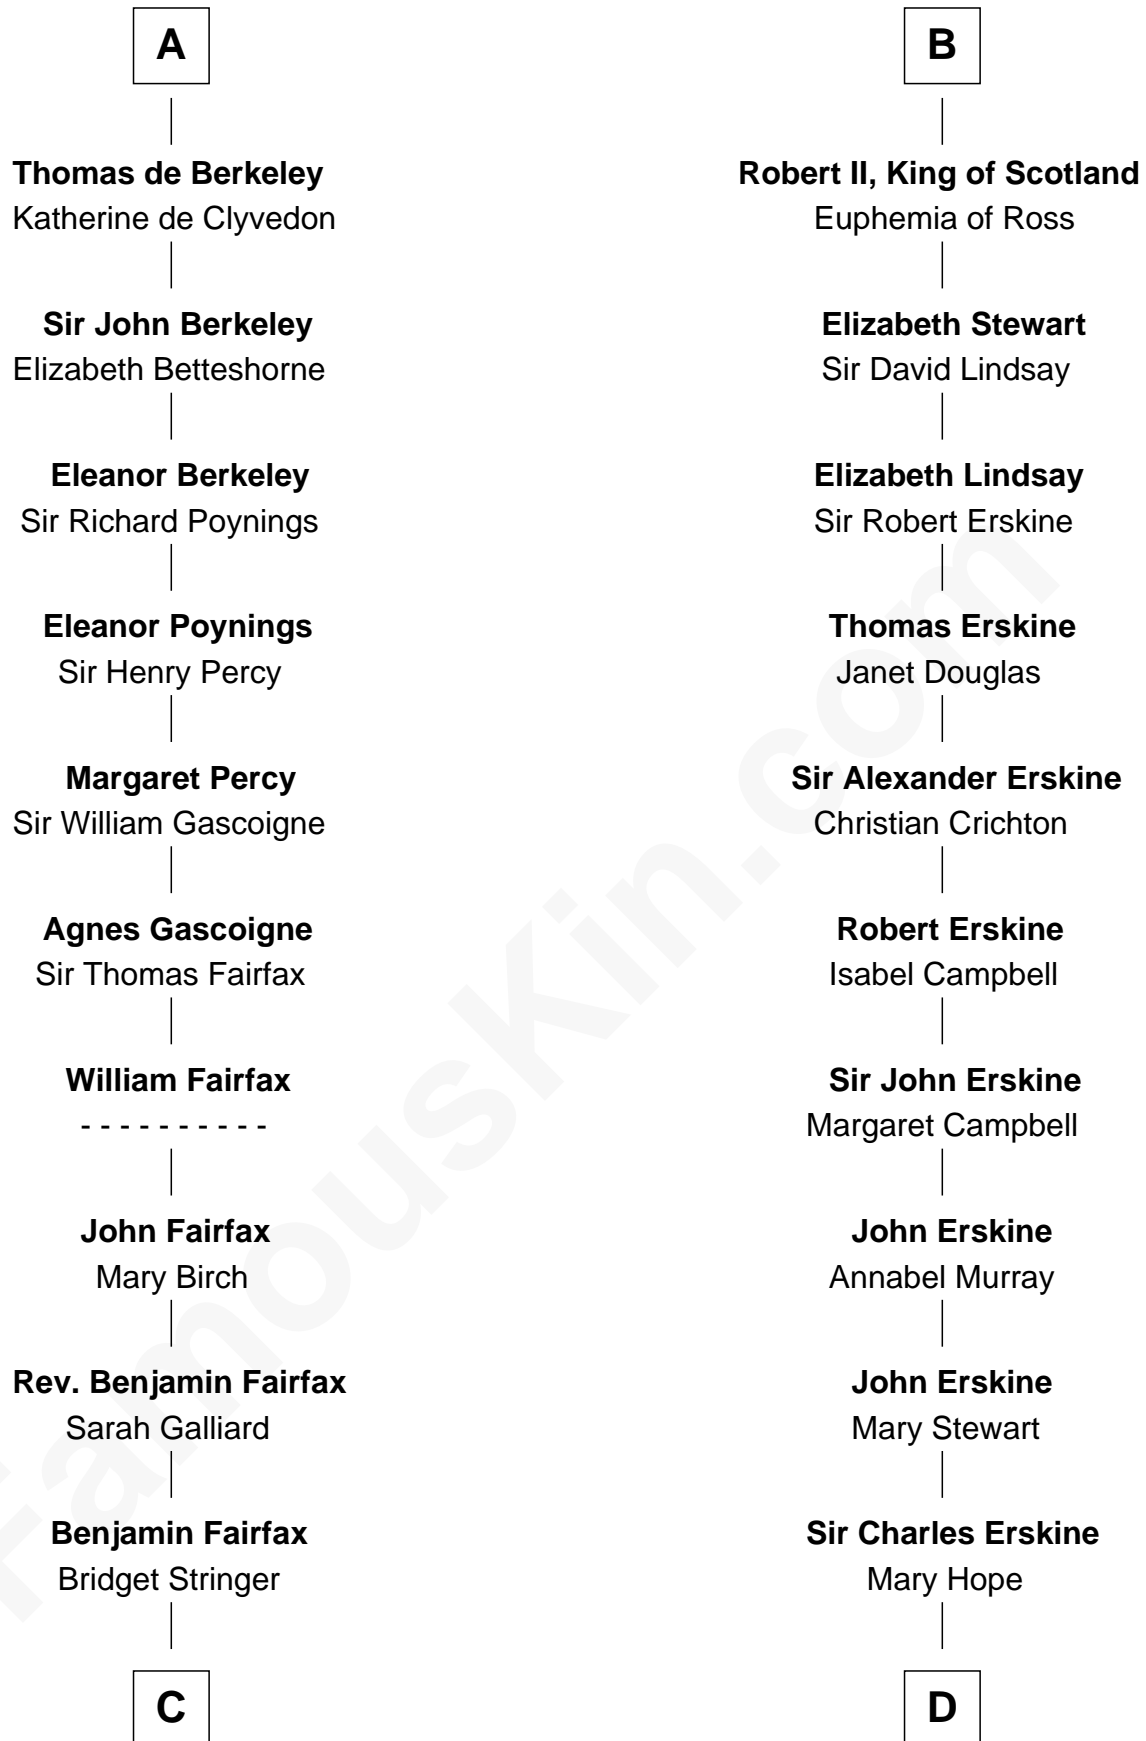 A
Thomas de Berkeley
Katherine de Clyvedon
Sir John Berkeley
Elizabeth Betteshorne
Eleanor Berkeley
Sir Richard Poynings
Eleanor Poynings
Sir Henry Percy
Margaret Percy
Sir William Gascoigne
Agnes Gascoigne
Sir Thomas Fairfax
William Fairfax
- - - - - - - - - -
John Fairfax
Mary Birch
Rev. Benjamin Fairfax
Sarah Galliard
Benjamin Fairfax
Bridget Stringer
C
B
Robert II, King of Scotland
Euphemia of Ross
Elizabeth Stewart
Sir David Lindsay
Elizabeth Lindsay
Sir Robert Erskine
Thomas Erskine
Janet Douglas
Sir Alexander Erskine
Christian Crichton
Robert Erskine
Isabel Campbell
Sir John Erskine
Margaret Campbell
John Erskine
Annabel Murray
John Erskine
Mary Stewart
Sir Charles Erskine
Mary Hope
D
FamousKin.com